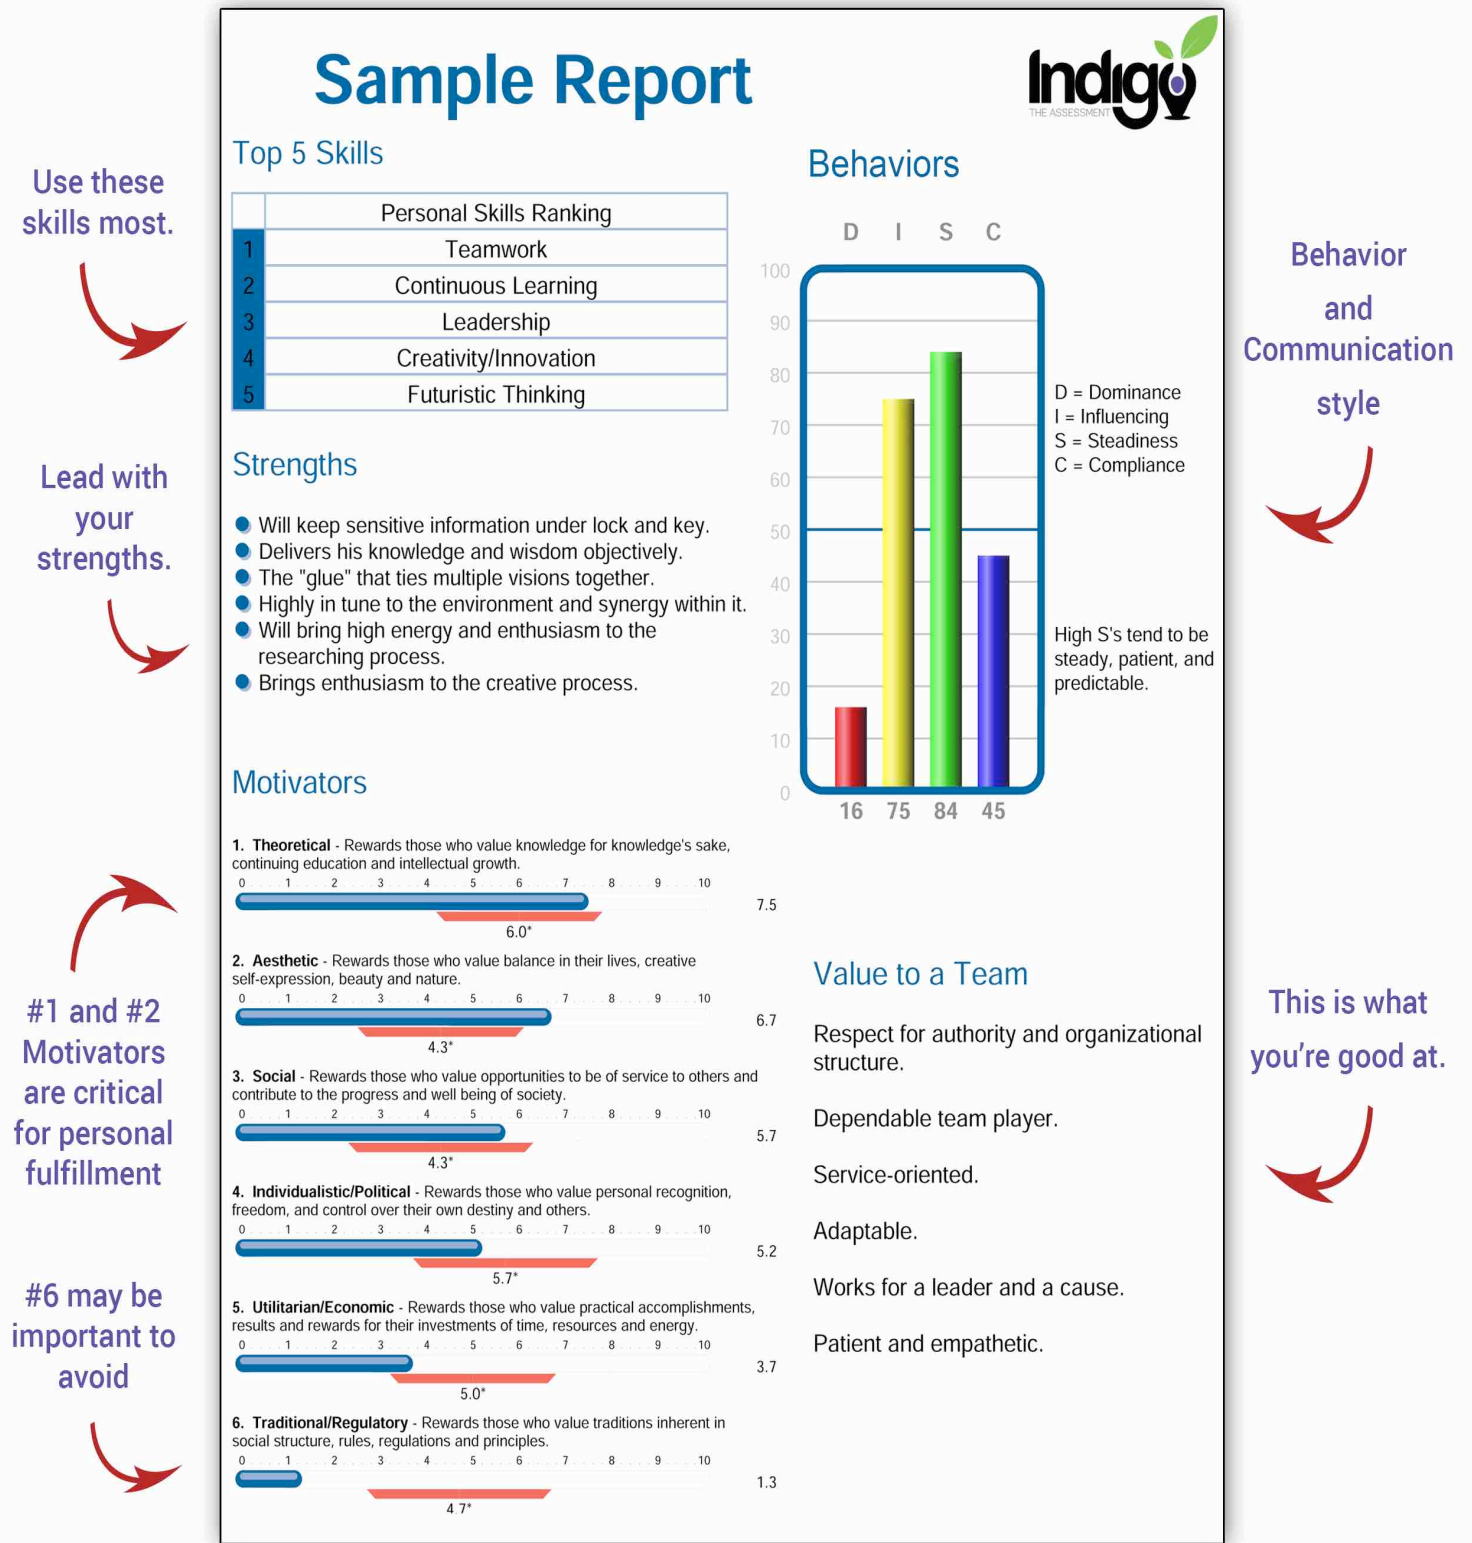 Sample Report
Indigo
THE ASSESSMENT
Use these
skills most.
Top 5 Skills
Personal Skills Ranking
1 Teamwork
2 Continuous Learning
3 Leadership
4 Creativity/Innovation
5 Futuristic Thinking
Lead with
your
strengths.
Strengths
Will keep sensitive information under lock and key.
Delivers his knowledge and wisdom objectively.
The "glue" that ties multiple visions together.
Highly in tune to the environment and synergy within it.
Will bring high energy and enthusiasm to the
researching process.
Brings enthusiasm to the creative process.
Motivators
1. Theoretical - Rewards those who value knowledge for knowledge's sake,
continuing education and intellectual growth.
0 1 2 3 4 5 6 7 8 9 10
7.5
6.0*
2. Aesthetic - Rewards those who value balance in their lives, creative
self-expression, beauty and nature.
0 1 2 3 4 5 6 7 8 9 10
6.7
4.3*
3. Social - Rewards those who value opportunities to be of service to others and
contribute to the progress and well being of society.
0 1 2 3 4 5 6 7 8 9 10
5.7
4.3*
4. Individualistic/Political - Rewards those who value personal recognition,
freedom, and control over their own destiny and others.
0 1 2 3 4 5 6 7 8 9 10
5.2
5.7*
5. Utilitarian/Economic - Rewards those who value practical accomplishments,
results and rewards for their investments of time, resources and energy.
0 1 2 3 4 5 6 7 8 9 10
3.7
5.0*
6. Traditional/Regulatory - Rewards those who value traditions inherent in
social structure, rules, regulations and principles.
0 1 2 3 4 5 6 7 8 9 10
1.3
4.7*
#1 and #2
Motivators
are critical
for personal
fulfillment
#6 may be
important to
avoid
Behaviors
D I S C
100
90
80
70
60
50
40
30
20
10
0
16 75 84 45
D = Dominance
I = Influencing
S = Steadiness
C = Compliance
High S's tend to be
steady, patient, and
predictable.
Behavior
and
Communication
style
Value to a Team
Respect for authority and organizational
structure.
Dependable team player.
Service-oriented.
Adaptable.
Works for a leader and a cause.
Patient and empathetic.
This is what
you're good at.